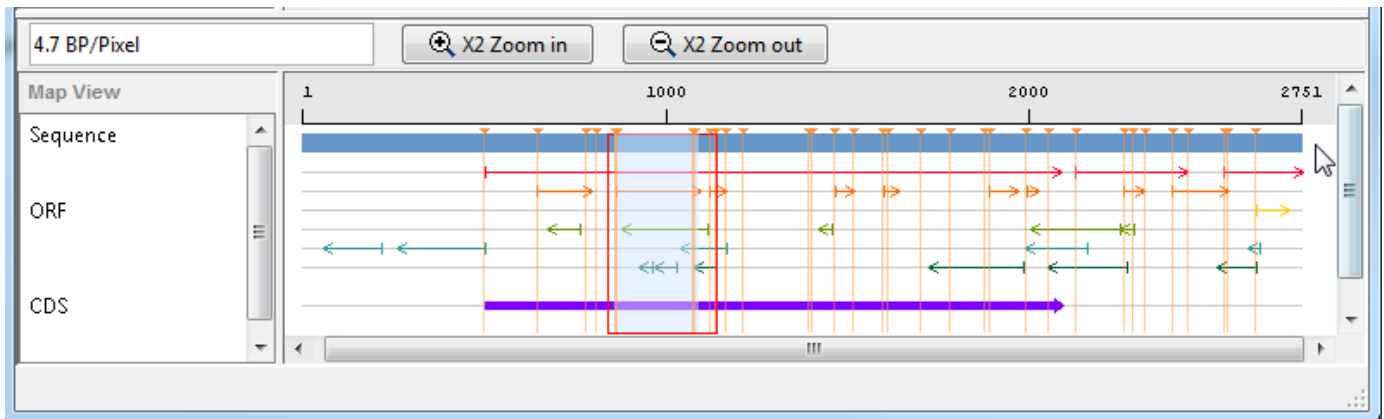 4.7 BP/Pixel X2 Zoom in X2 Zoom out
Map View 1 1000 2000 2751
Sequence
ORF
CDS